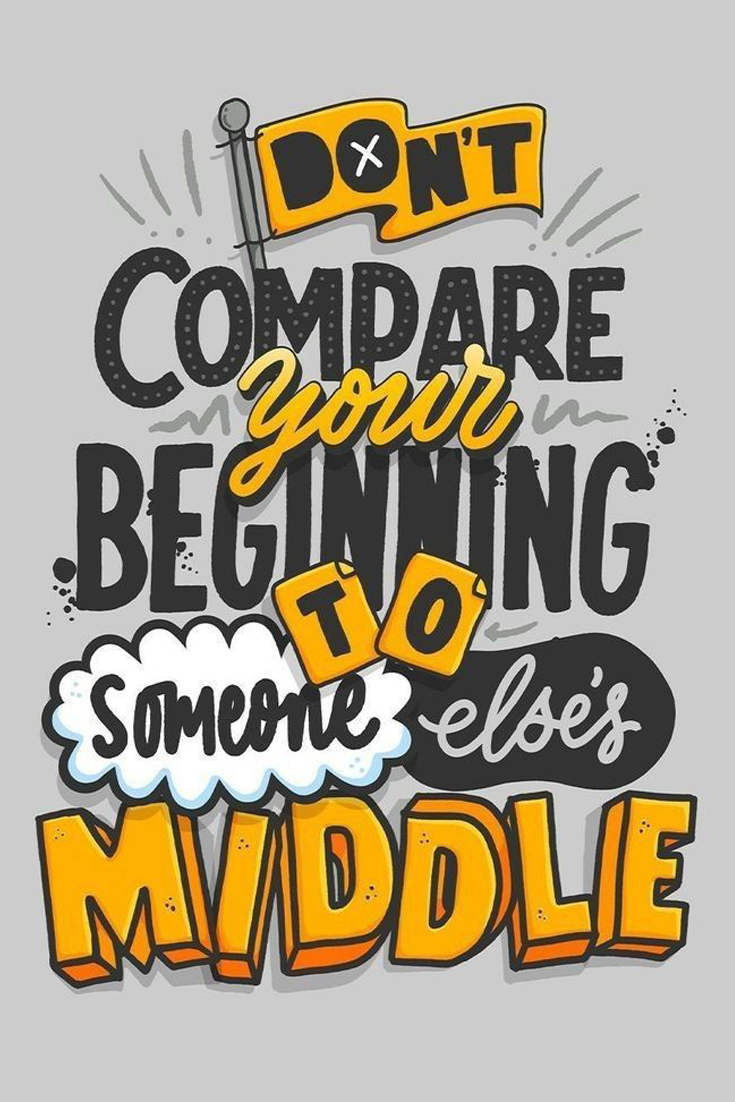 DON'T
COMPARE
your
BEGINNING
TO
someone else's
MIDDLE